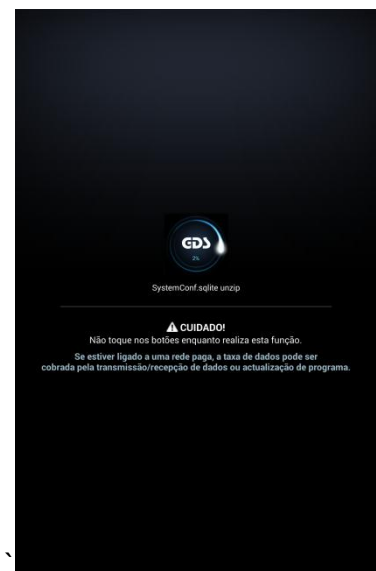 GDS
2%
SystemConf.sqlite unzip
CUIDADO!
Não toque nos botões enquanto realiza esta função.
Se estiver ligado a uma rede paga, a taxa de dados pode ser
cobrada pela transmissão/recepção de dados ou actualização de programa.
`